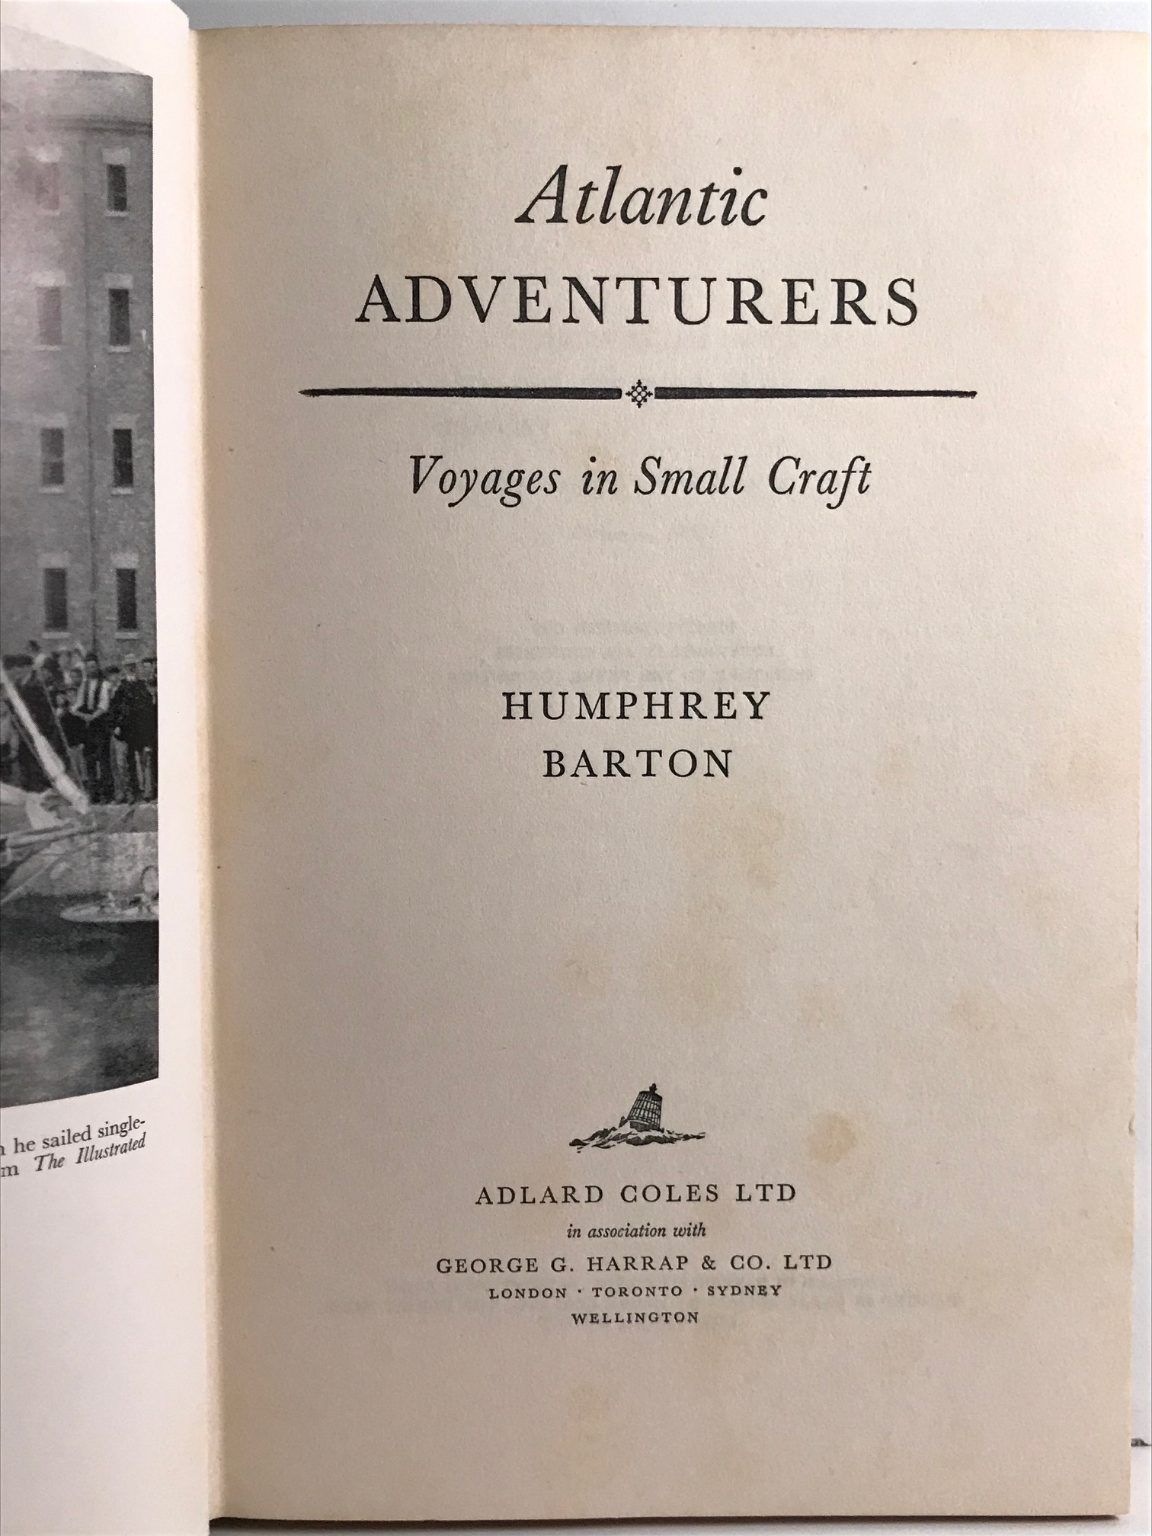 he sailed single-
The Illustrated
Atlantic
ADVENTURERS
Voyages in Small Craft
HUMPHREY
BARTON
ADLARD COLES LTD
in association with
GEORGE G. HARRAP & CO. LTD
LONDON · TORONTO · SYDNEY
WELLINGTON